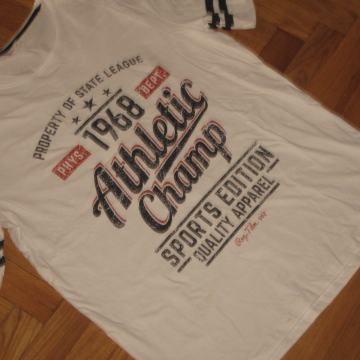 PROPERTY OF STATE LEAGUE
PHYS. 1968 DEPT.
Athletic
Champ
SPORTS EDITION
QUALITY APPAREL